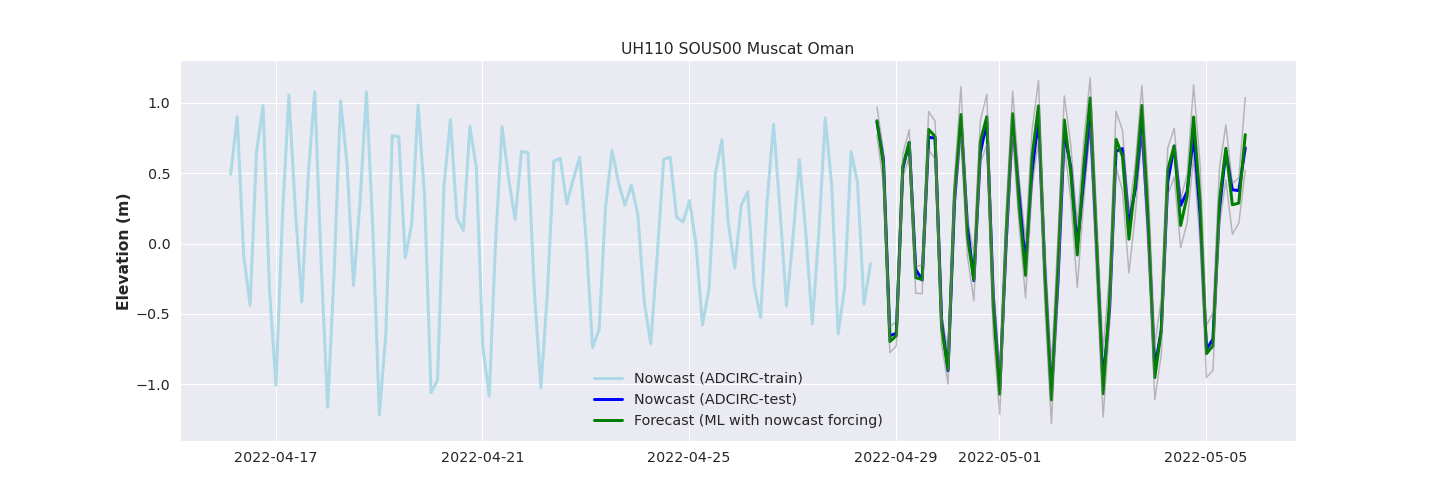 UH110 SOUS00 Muscat Oman
Elevation (m)
1.0
0.5
0.0
−0.5
−1.0
Nowcast (ADCIRC-train)
Nowcast (ADCIRC-test)
Forecast (ML with nowcast forcing)
2022-04-17 2022-04-21 2022-04-25 2022-04-29 2022-05-01 2022-05-05